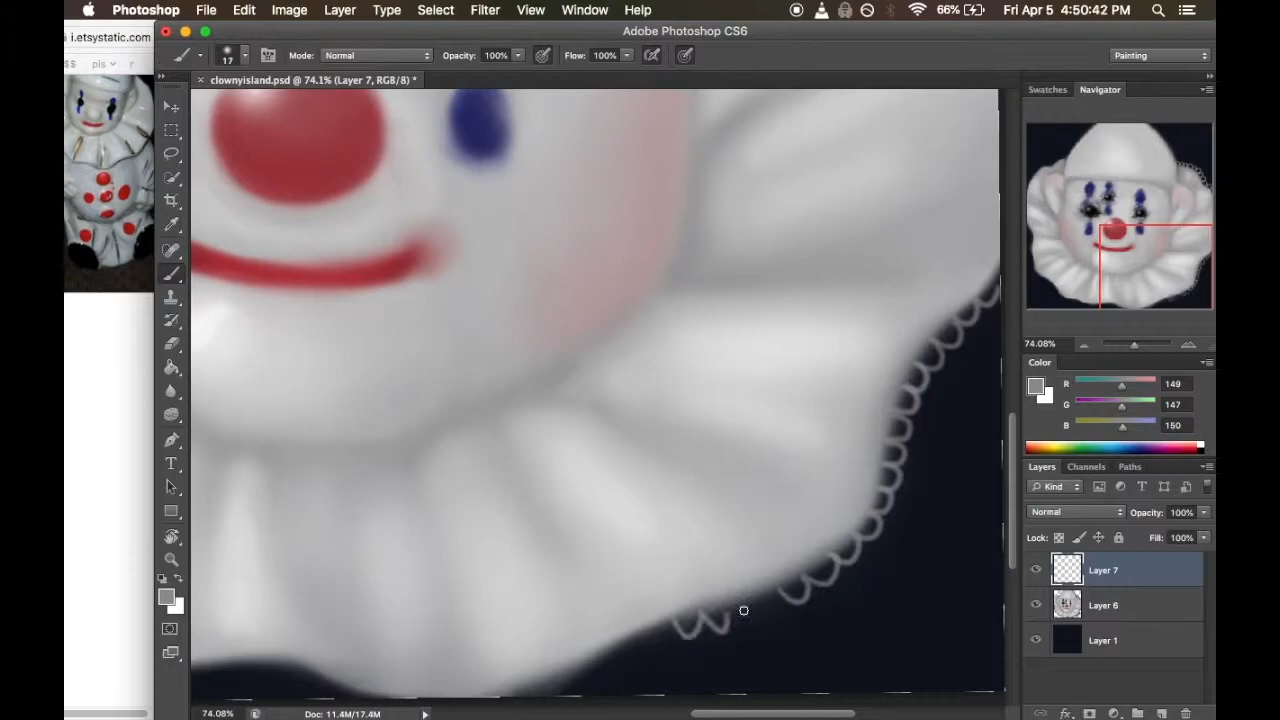 Photoshop File Edit Image Layer Type Select Filter View Window Help 66% Fri Apr 5 4:50:42 PM
i.etsystatic.com
Adobe Photoshop CS6
17 Mode: Normal Opacity: 100% Flow: 100% Painting
$$ pls r
× clownyisland.psd @ 74.1% (Layer 7, RGB/8) *
Swatches Navigator
74.08%
Color
R 149
G 147
B 150
Layers Channels Paths
Kind
Normal Opacity: 100%
Lock: Fill: 100%
Layer 7
Layer 6
Layer 1
74.08% Doc: 11.4M/17.4M